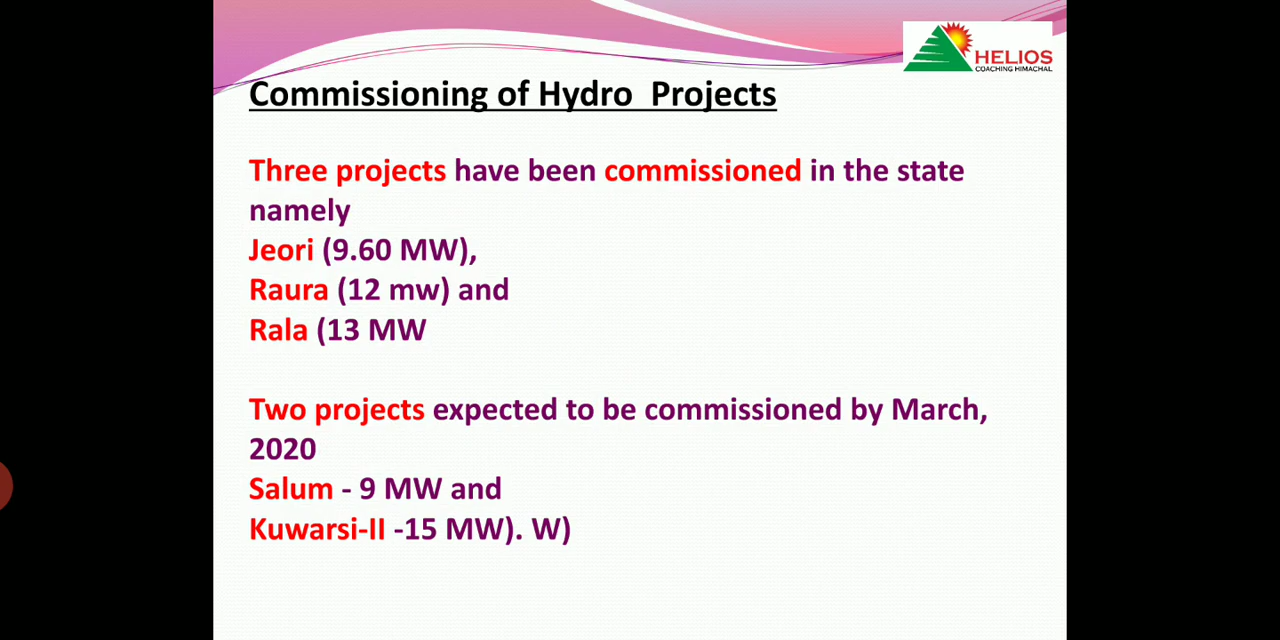 HELIOS
COACHING HIMACHAL
Commissioning of Hydro Projects
Three projects have been commissioned in the state
namely
Jeori (9.60 MW),
Raura (12 mw) and
Rala (13 MW
Two projects expected to be commissioned by March,
2020
Salum - 9 MW and
Kuwarsi-II -15 MW). W)